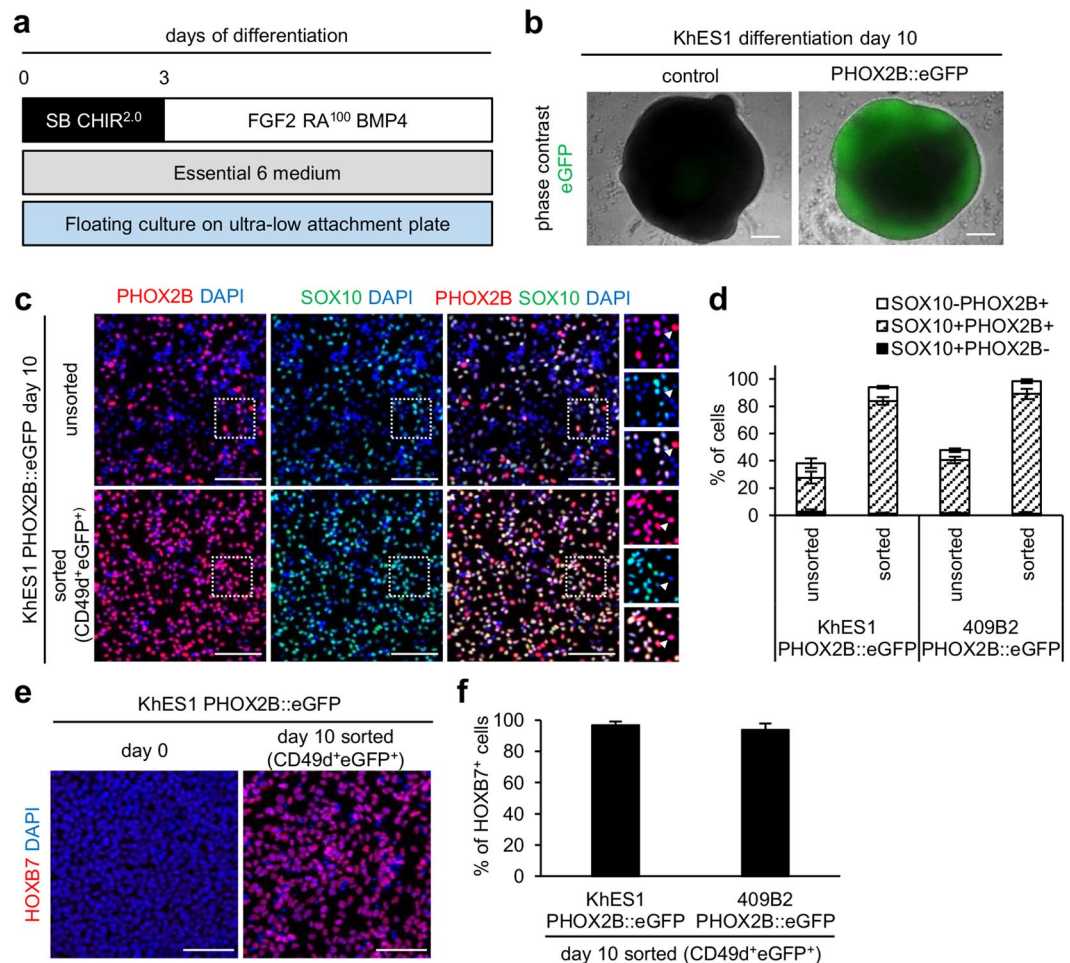 a
days of differentiation
0 3
SB CHIR2.0
FGF2 RA100 BMP4
Essential 6 medium
Floating culture on ultra-low attachment plate
b
KhES1 differentiation day 10
control
PHOX2B::eGFP
phase contrast
eGFP
c
PHOX2B DAPI
SOX10 DAPI
PHOX2B SOX10 DAPI
KhES1 PHOX2B::eGFP day 10
unsorted
sorted
(CD49d+eGFP+)
d
SOX10-PHOX2B+
SOX10+PHOX2B+
SOX10+PHOX2B-
% of cells
100
80
60
40
20
0
unsorted
sorted
unsorted
sorted
KhES1
PHOX2B::eGFP
409B2
PHOX2B::eGFP
e
KhES1 PHOX2B::eGFP
day 0
day 10 sorted
(CD49d+eGFP+)
HOXB7 DAPI
f
% of HOXB7+ cells
100
80
60
40
20
0
KhES1
PHOX2B::eGFP
409B2
PHOX2B::eGFP
day 10 sorted (CD49d+eGFP+)